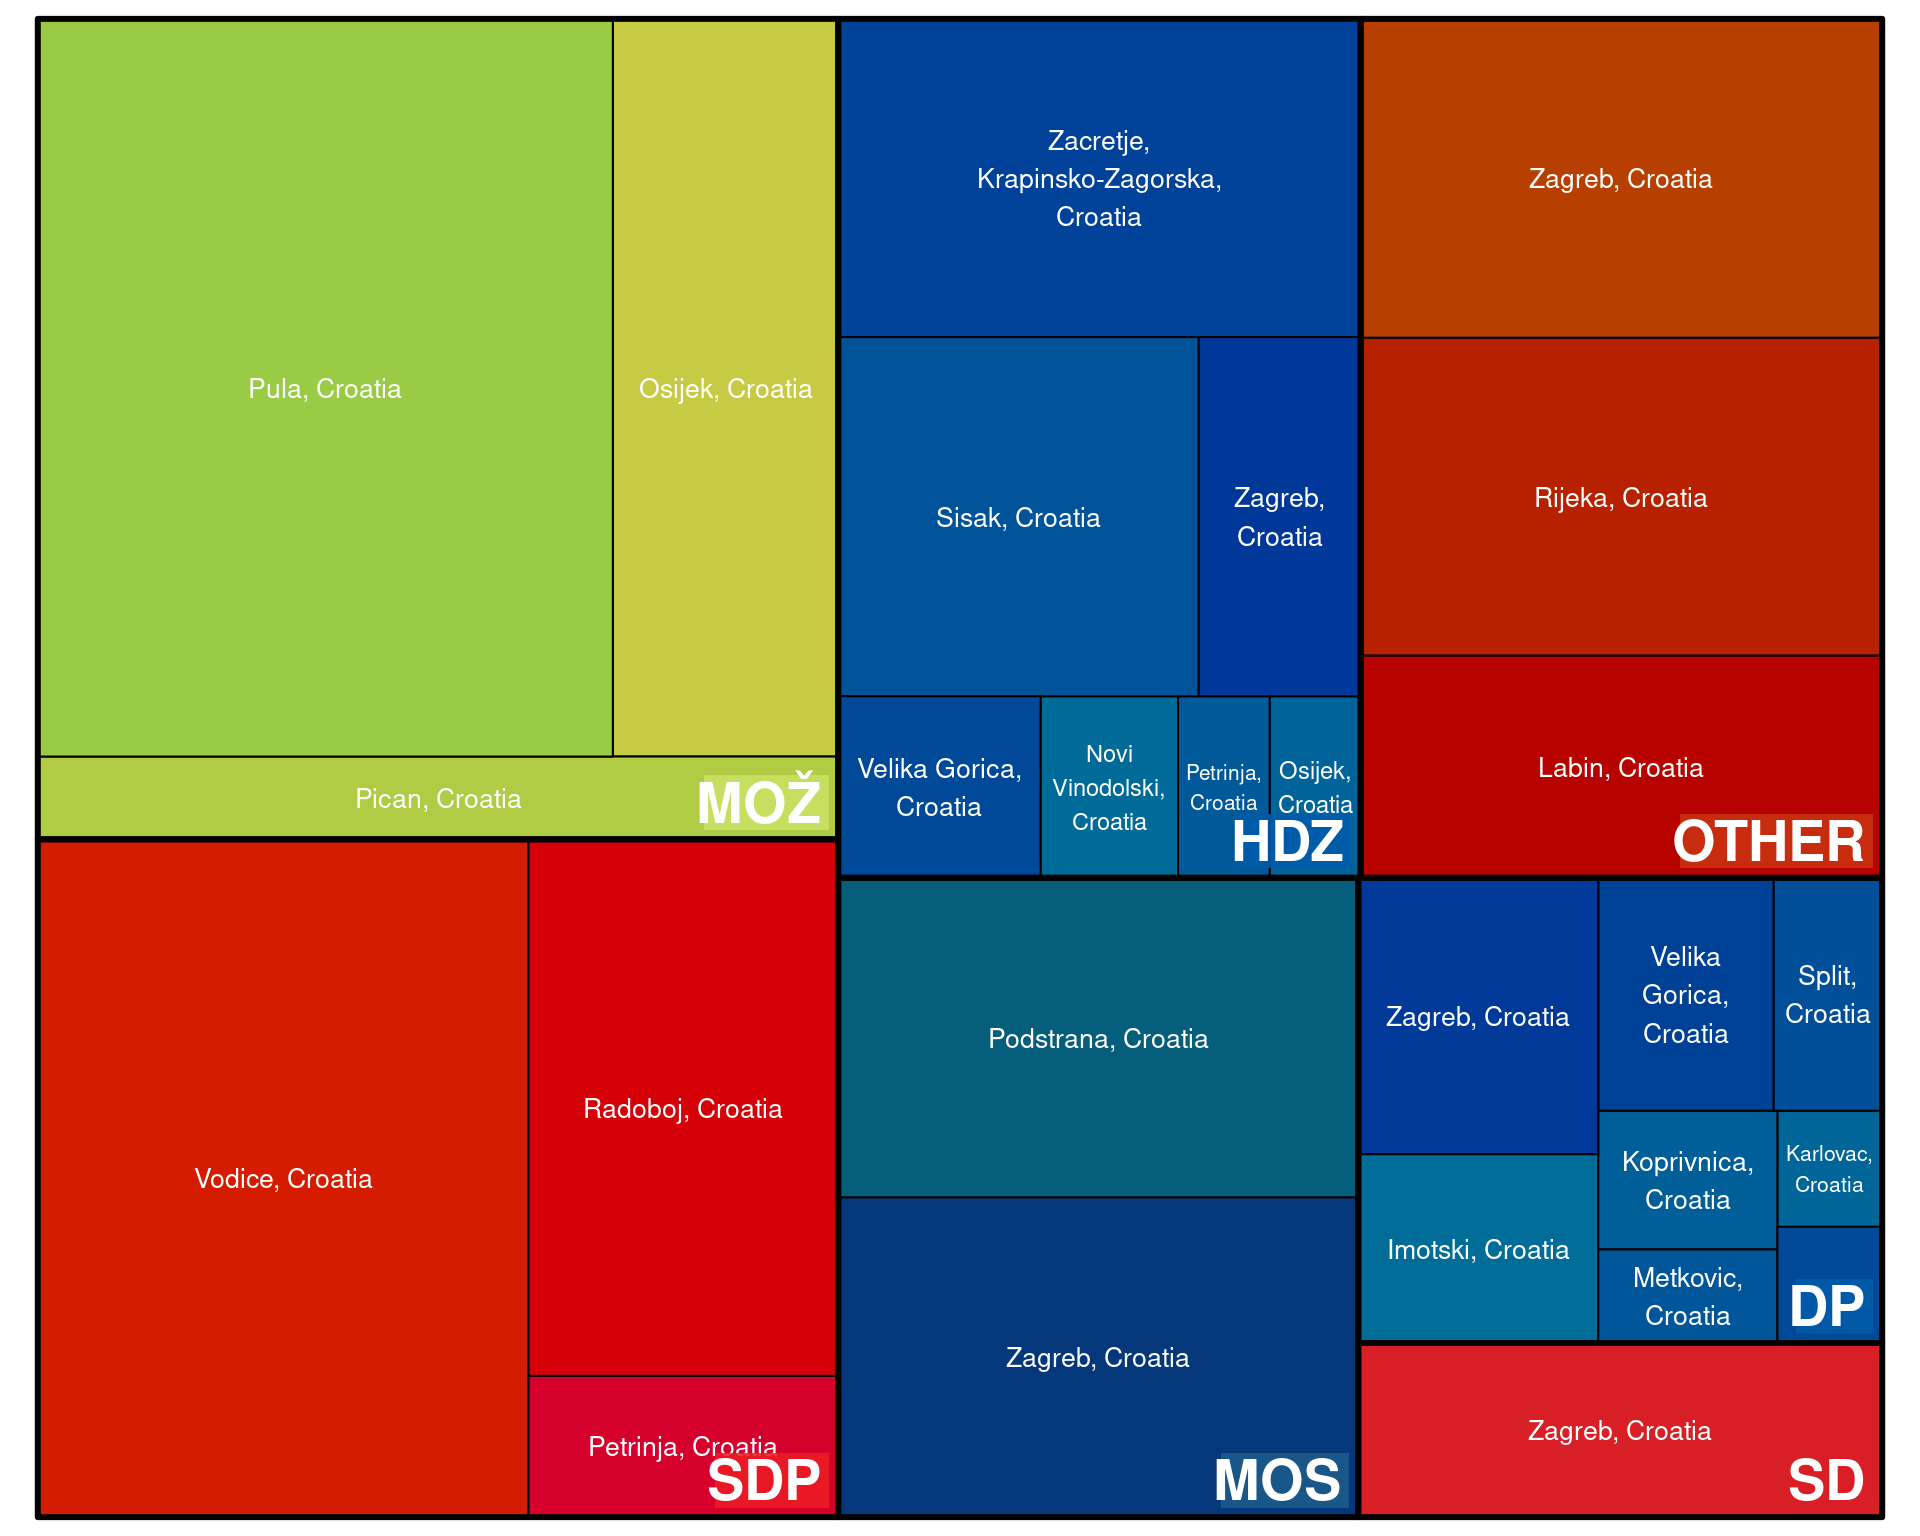 Pula, Croatia
Osijek, Croatia
Pican, Croatia
MOŽ
Zacretje,
Krapinsko-Zagorska,
Croatia
Sisak, Croatia
Zagreb,
Croatia
Velika Gorica,
Croatia
Novi
Vinodolski,
Croatia
Petrinja,
Croatia
Osijek,
Croatia
HDZ
Zagreb, Croatia
Rijeka, Croatia
Labin, Croatia
OTHER
Vodice, Croatia
Radoboj, Croatia
Petrinja, Croatia
SDP
Podstrana, Croatia
Zagreb, Croatia
MOS
Zagreb, Croatia
Velika
Gorica,
Croatia
Split,
Croatia
Imotski, Croatia
Koprivnica,
Croatia
Karlovac,
Croatia
Metkovic,
Croatia
DP
Zagreb, Croatia
SD